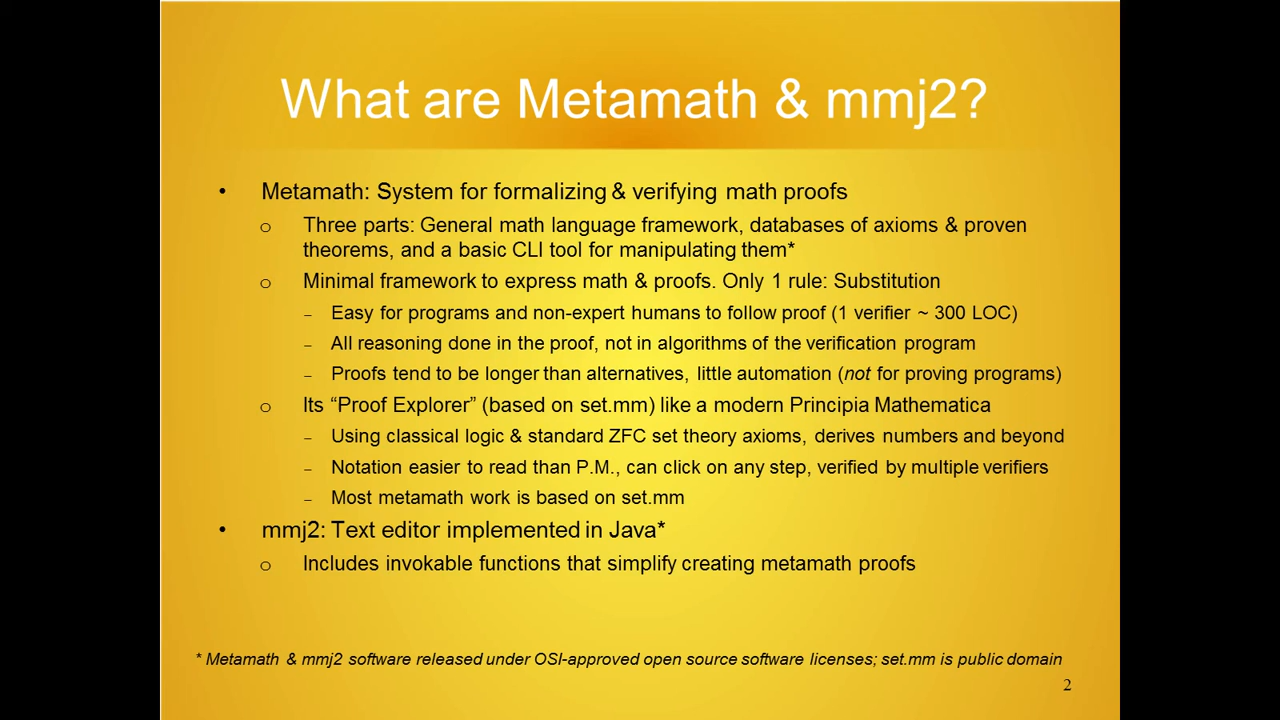 What are Metamath & mmj2?
• Metamath: System for formalizing & verifying math proofs
o Three parts: General math language framework, databases of axioms & proven
theorems, and a basic CLI tool for manipulating them*
o Minimal framework to express math & proofs. Only 1 rule: Substitution
– Easy for programs and non-expert humans to follow proof (1 verifier ~ 300 LOC)
– All reasoning done in the proof, not in algorithms of the verification program
– Proofs tend to be longer than alternatives, little automation (not for proving programs)
o Its “Proof Explorer” (based on set.mm) like a modern Principia Mathematica
– Using classical logic & standard ZFC set theory axioms, derives numbers and beyond
– Notation easier to read than P.M., can click on any step, verified by multiple verifiers
– Most metamath work is based on set.mm
• mmj2: Text editor implemented in Java*
o Includes invokable functions that simplify creating metamath proofs
* Metamath & mmj2 software released under OSI-approved open source software licenses; set.mm is public domain
2